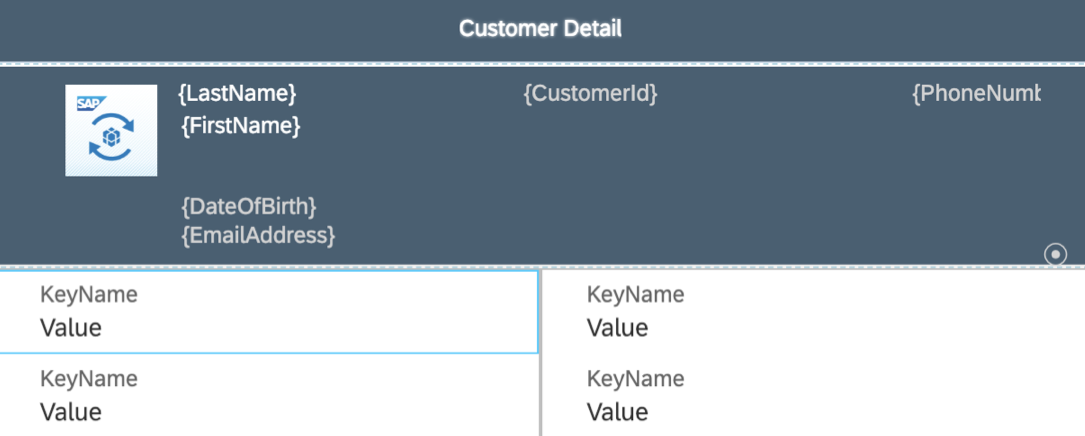 Customer Detail
SAP
{LastName} {CustomerId} {PhoneNumb
{FirstName}
{DateOfBirth}
{EmailAddress}
KeyName KeyName
Value Value
KeyName KeyName
Value Value